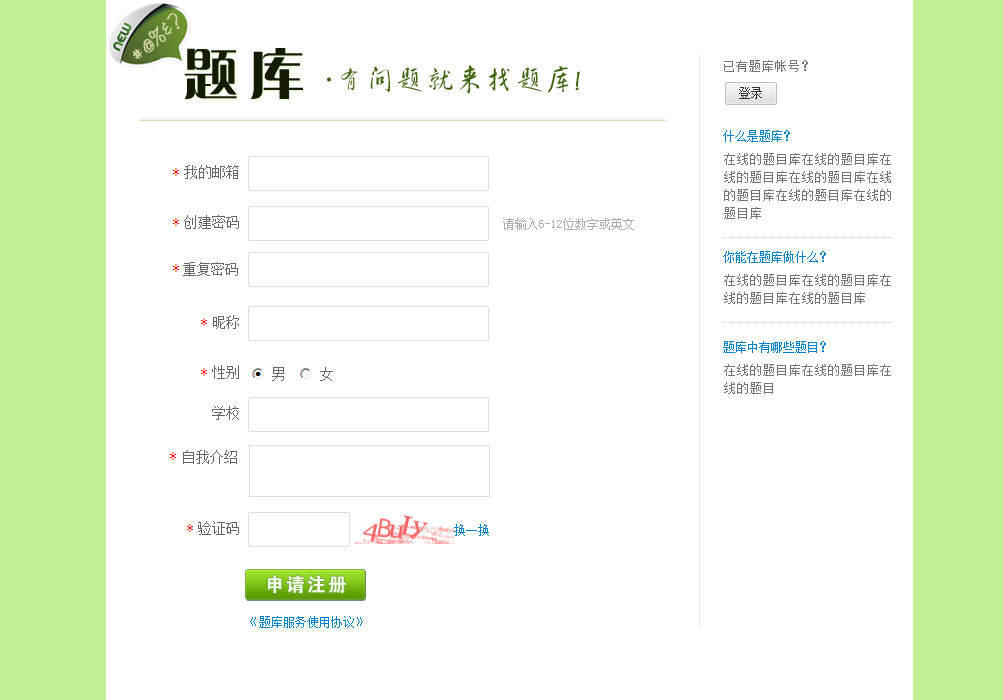 NEW
#@%&?
题库
·有问题就来找题库!
* 我的邮箱
* 创建密码
请输入6-12位数字或英文
* 重复密码
* 昵称
* 性别 男 女
学校
* 自我介绍
* 验证码
4BuIy
换一换
申请注册
《题库服务使用协议》
已有题库帐号?
登录
什么是题库?
在线的题目库在线的题目库在
线的题目库在线的题目库在线
的题目库在线的题目库在线的
题目库
你能在题库做什么?
在线的题目库在线的题目库在
线的题目库在线的题目库
题库中有哪些题目?
在线的题目库在线的题目库在
线的题目